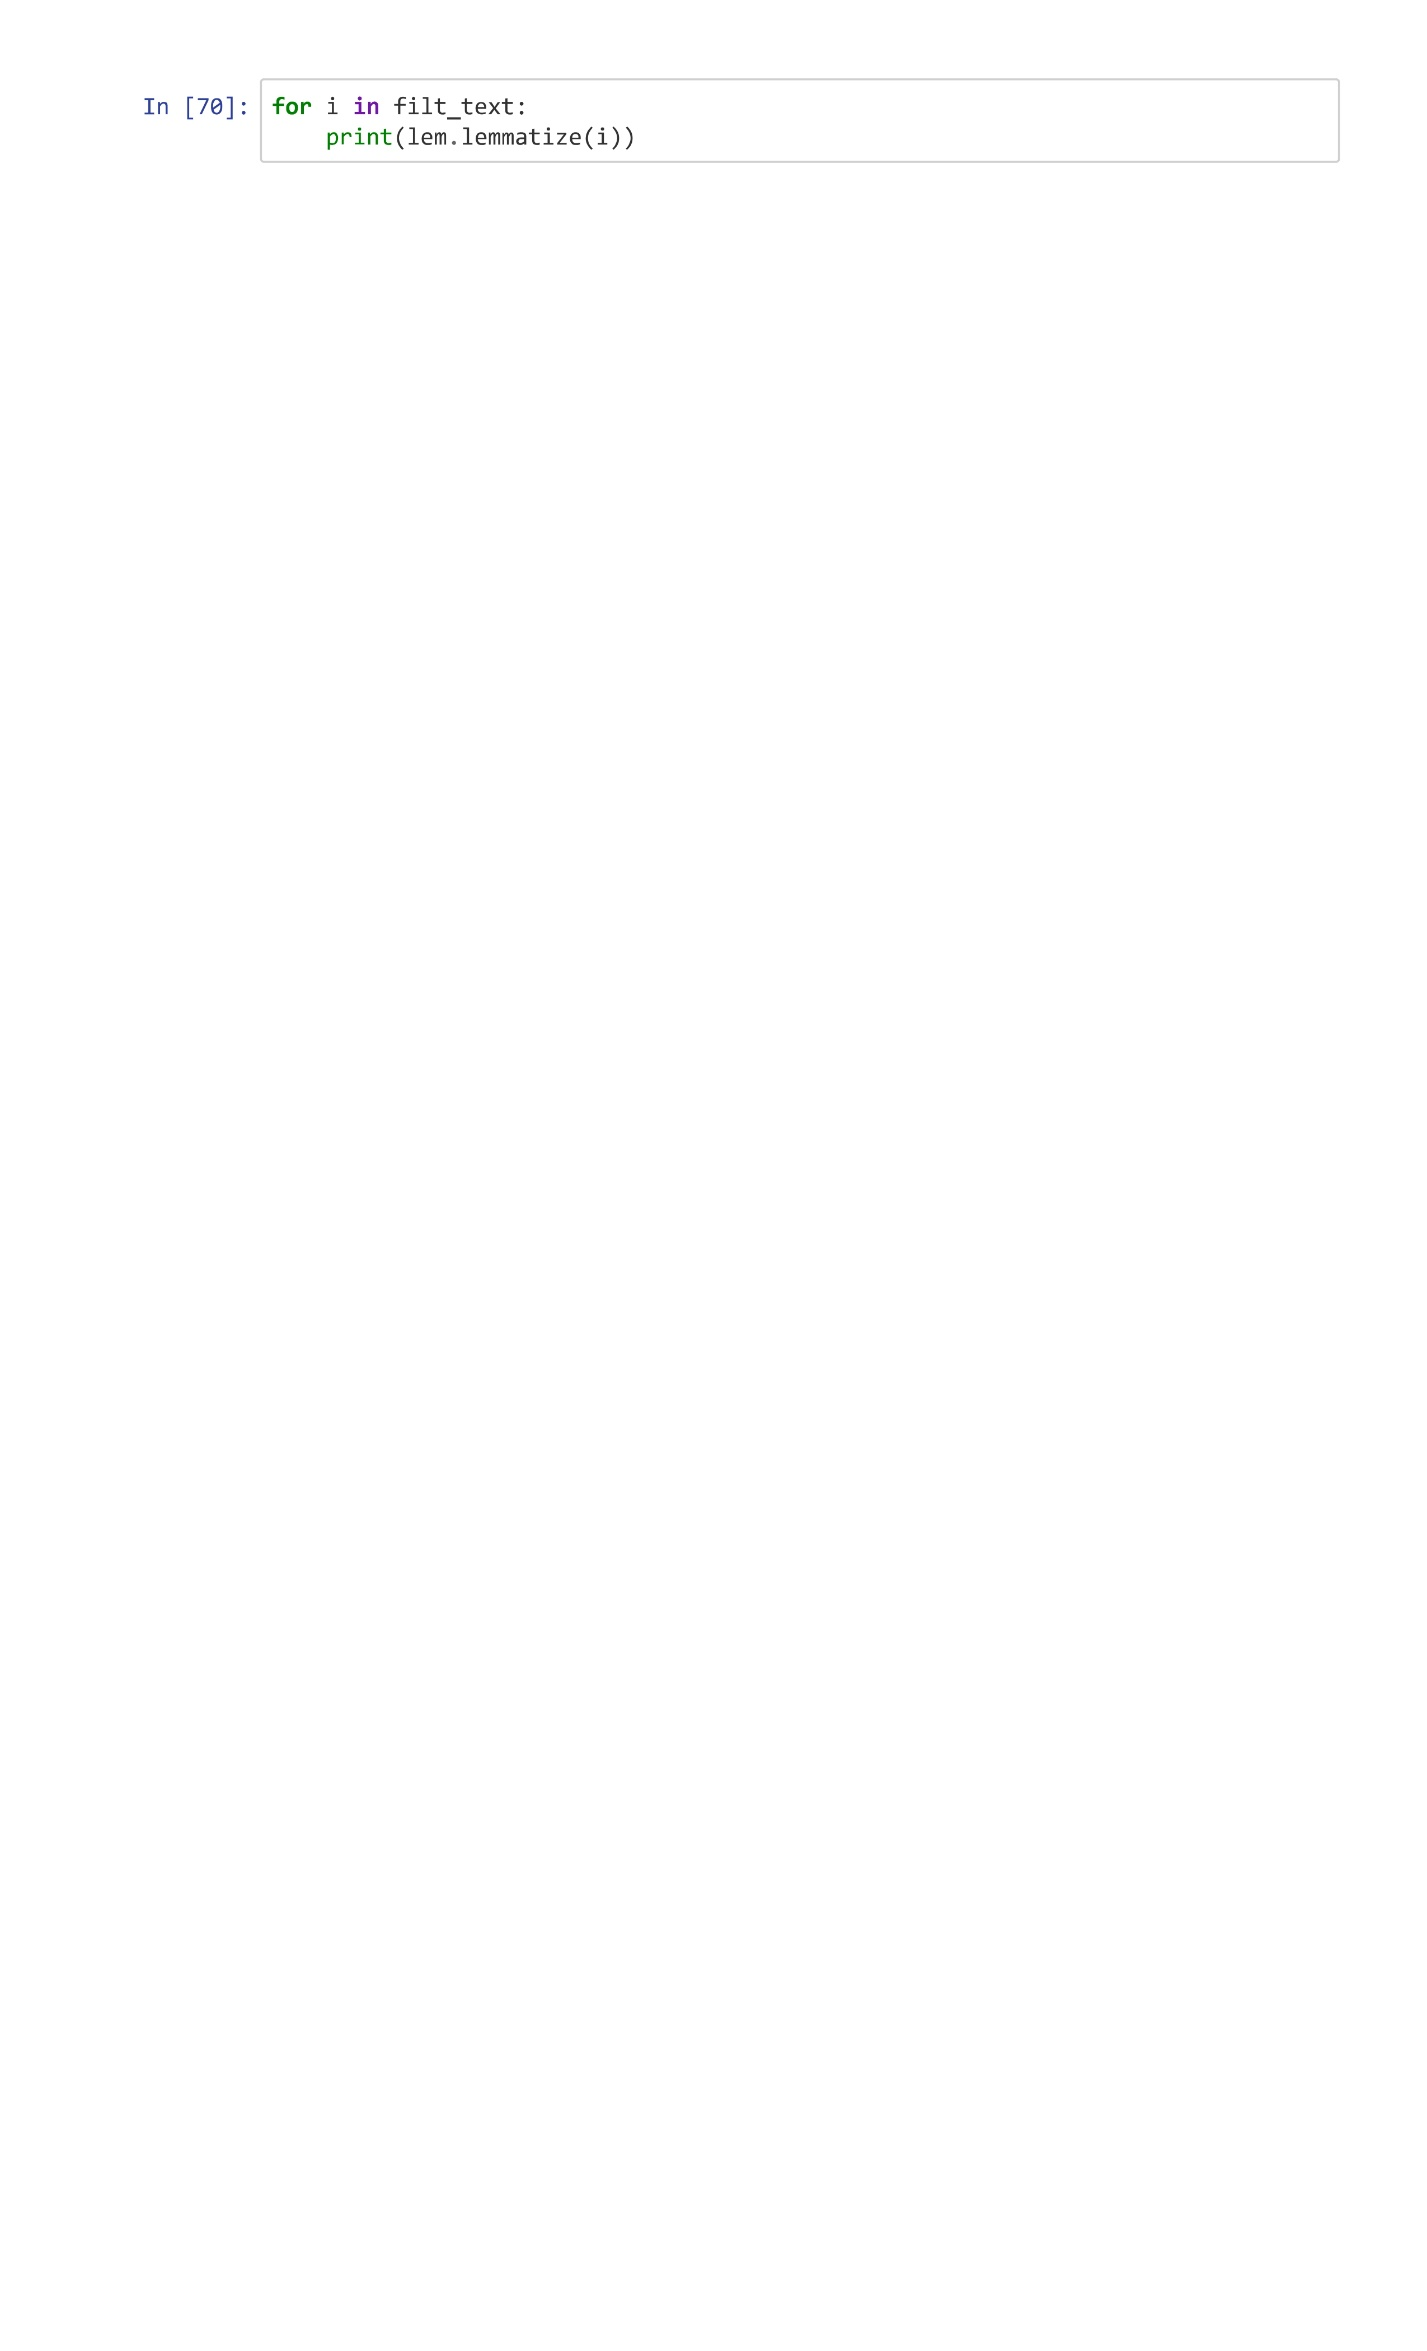 In [70]: for i in filt_text:
    print(lem.lemmatize(i))